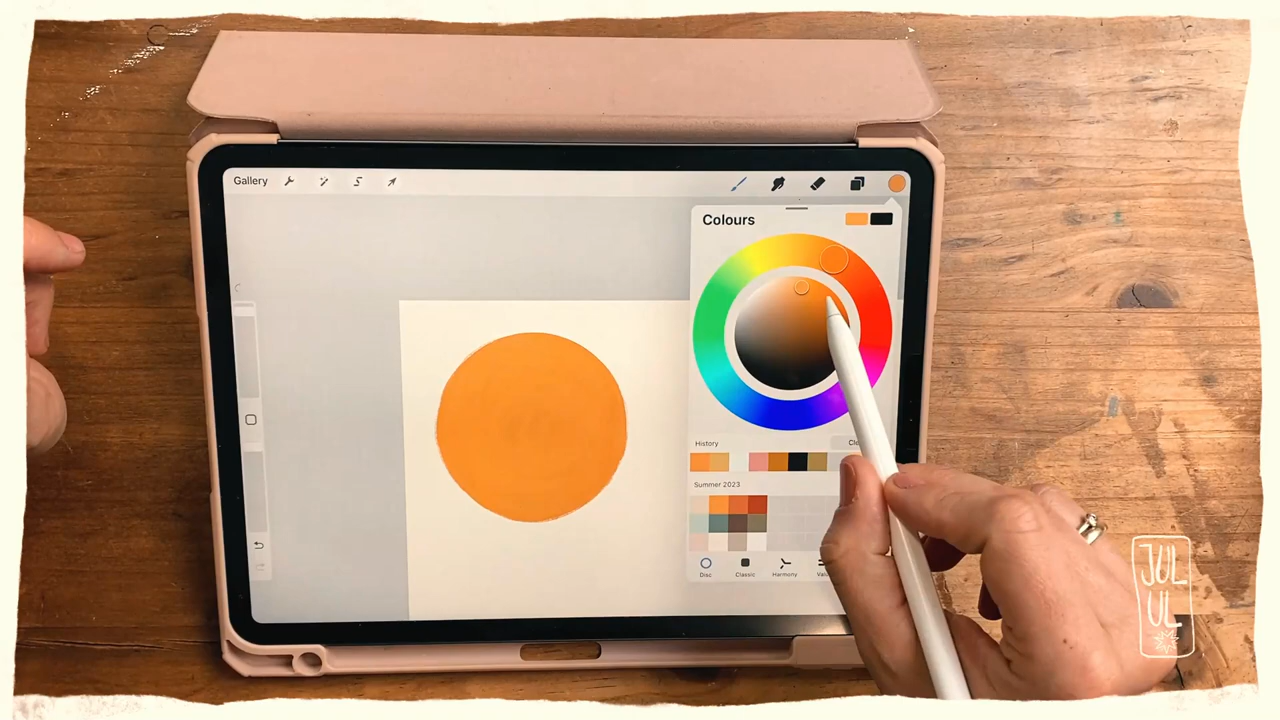 Gallery
Colours
History
Summer 2023
Disc
Classic
Harmony
JUL
UL